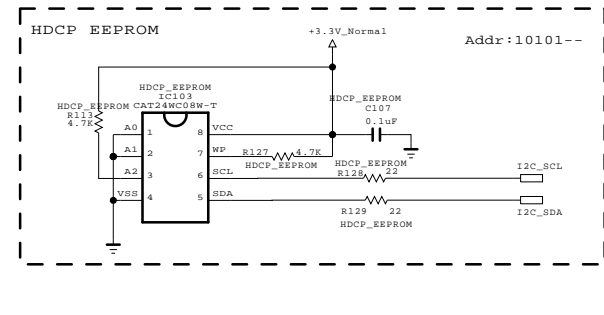 HDCP EEPROM
+3.3V_Normal
Addr:10101--
HDCP_EEPROM
IC103
CAT24WC08W-T
HDCP_EEPROM
R113
4.7K
HDCP_EEPROM
C107
0.1uF
A0 1 8 VCC
A1 2 7 WP
R127 4.7K
HDCP_EEPROM
A2 3 6 SCL
HDCP_EEPROM
R128 22
I2C_SCL
VSS 4 5 SDA
R129 22
HDCP_EEPROM
I2C_SDA